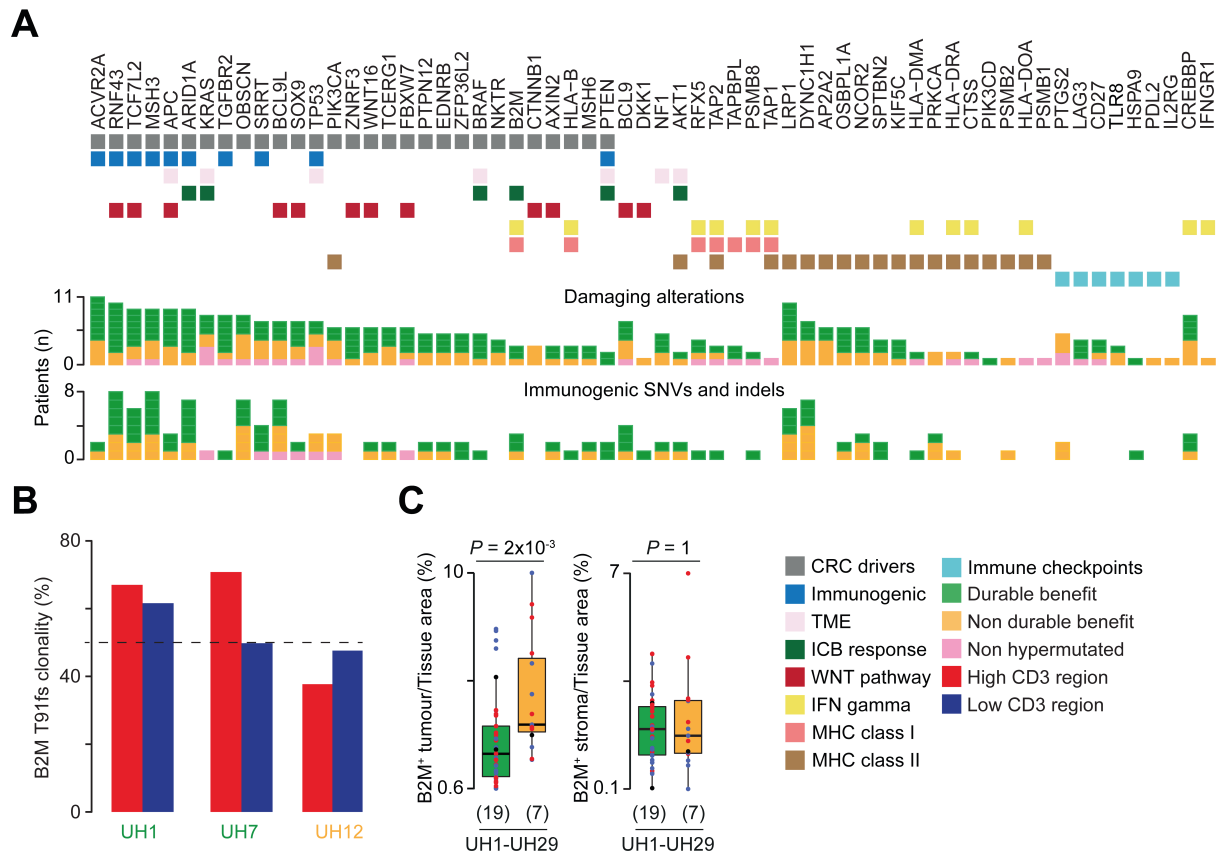 A
ACVR2A
RNF43
TCF7L2
MSH3
APC
ARID1A
KRAS
TGFBR2
OBSCN
SRRT
BCL9L
SOX9
TP53
PIK3CA
ZNRF3
WNT16
TCERG1
FBXW7
PTPN12
EDNRB
ZFP36L2
BRAF
NKTR
B2M
CTNNB1
AXIN2
HLA−B
MSH6
PTEN
BCL9
DKK1
NF1
AKT1
RFX5
TAP2
TAPBPL
PSMB8
TAP1
LRP1
DYNC1H1
AP2A2
OSBPL1A
NCOR2
SPTBN2
KIF5C
HLA−DMA
PRKCA
HLA−DRA
CTSS
PIK3CD
PSMB2
HLA−DOA
PSMB1
PTGS2
LAG3
CD27
TLR8
HSPA9
PDL2
IL2RG
CREBBP
IFNGR1
Patients (n)
Damaging alterations
11
0
Immunogenic SNVs and indels
8
0
B
B2M T91fs clonality (%)
80
40
0
UH1
UH7
UH12
C
B2M⁺ tumour/Tissue area (%)
P = 2x10⁻³
10
0.6
(19)
(7)
UH1-UH29
B2M⁺ stroma/Tissue area (%)
P = 1
7
0.1
(19)
(7)
UH1-UH29
CRC drivers
Immunogenic
TME
ICB response
WNT pathway
IFN gamma
MHC class I
MHC class II
Immune checkpoints
Durable benefit
Non durable benefit
Non hypermutated
High CD3 region
Low CD3 region